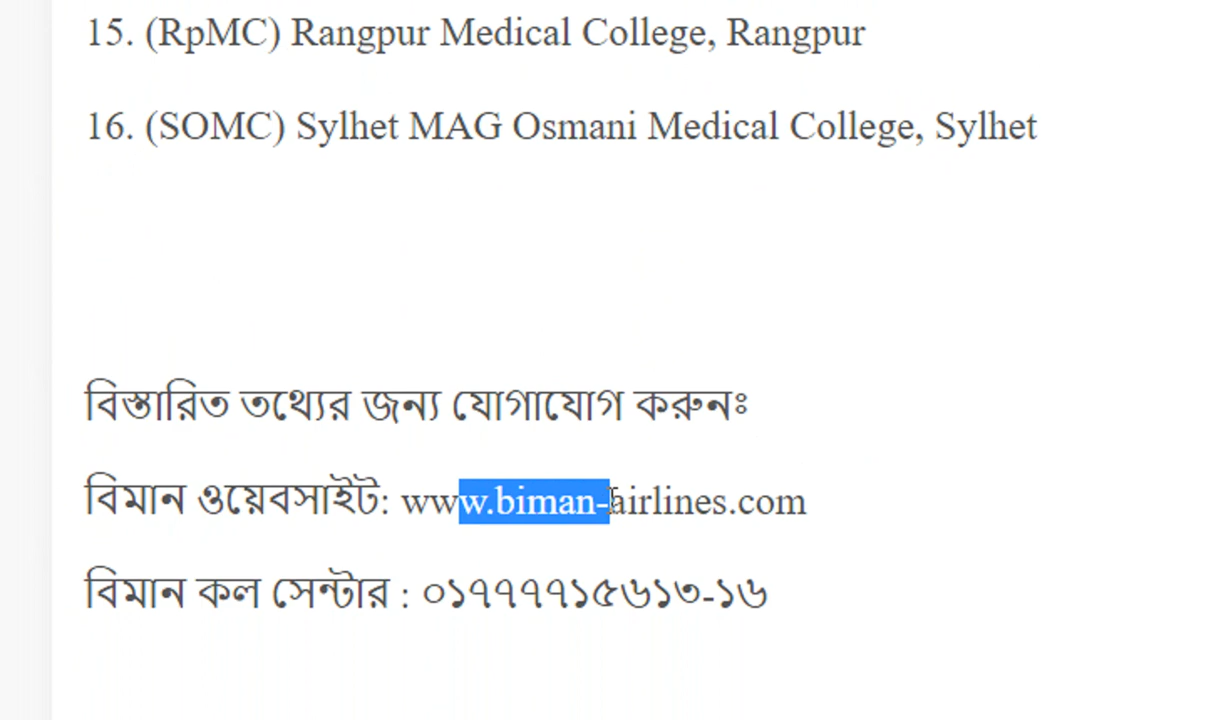 15. (RpMC) Rangpur Medical College, Rangpur
16. (SOMC) Sylhet MAG Osmani Medical College, Sylhet
বিস্তারিত তথ্যের জন্য যোগাযোগ করুনঃ
বিমান ওয়েবসাইট: www.biman-airlines.com
বিমান কল সেন্টার : ০১৭৭৭৭১৫৬১৩-১৬